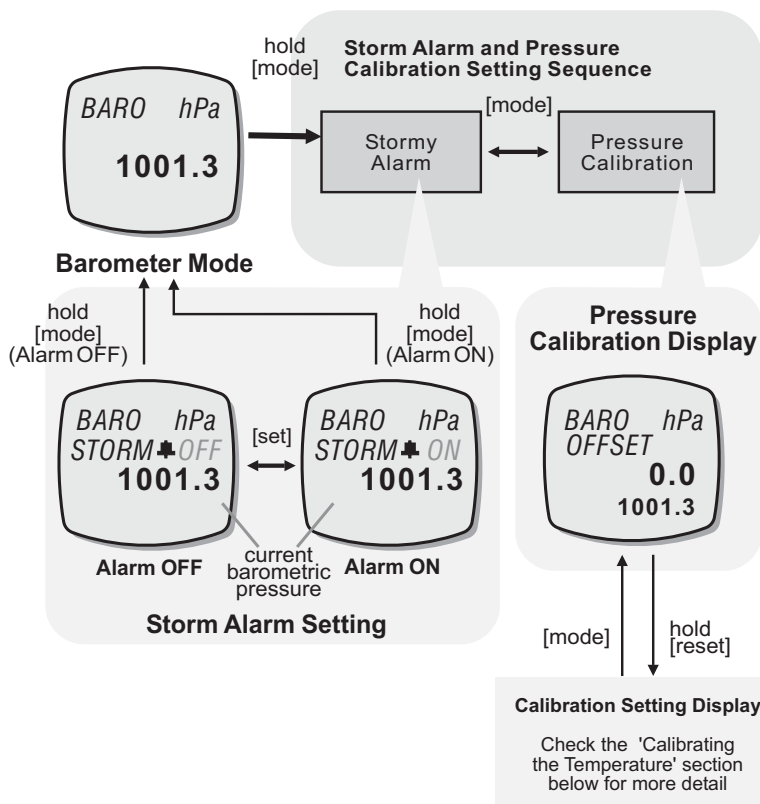 hold
[mode]
Storm Alarm and Pressure
Calibration Setting Sequence
BARO hPa
1001.3
Stormy
Alarm
[mode]
Pressure
Calibration
Barometer Mode
hold
[mode]
(Alarm OFF)
hold
[mode]
(Alarm ON)
BARO hPa
STORM OFF
1001.3
[set]
BARO hPa
STORM ON
1001.3
Alarm OFF
current
barometric
pressure
Alarm ON
Storm Alarm Setting
Pressure
Calibration Display
BARO hPa
OFFSET
0.0
1001.3
[mode]
hold
[reset]
Calibration Setting Display
Check the 'Calibrating
the Temperature' section
below for more detail